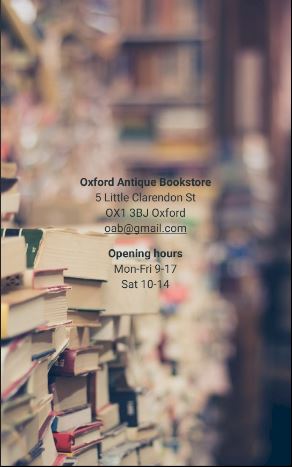 Oxford Antique Bookstore
5 Little Clarendon St
OX1 3BJ Oxford
oab@gmail.com
Opening hours
Mon-Fri 9-17
Sat 10-14